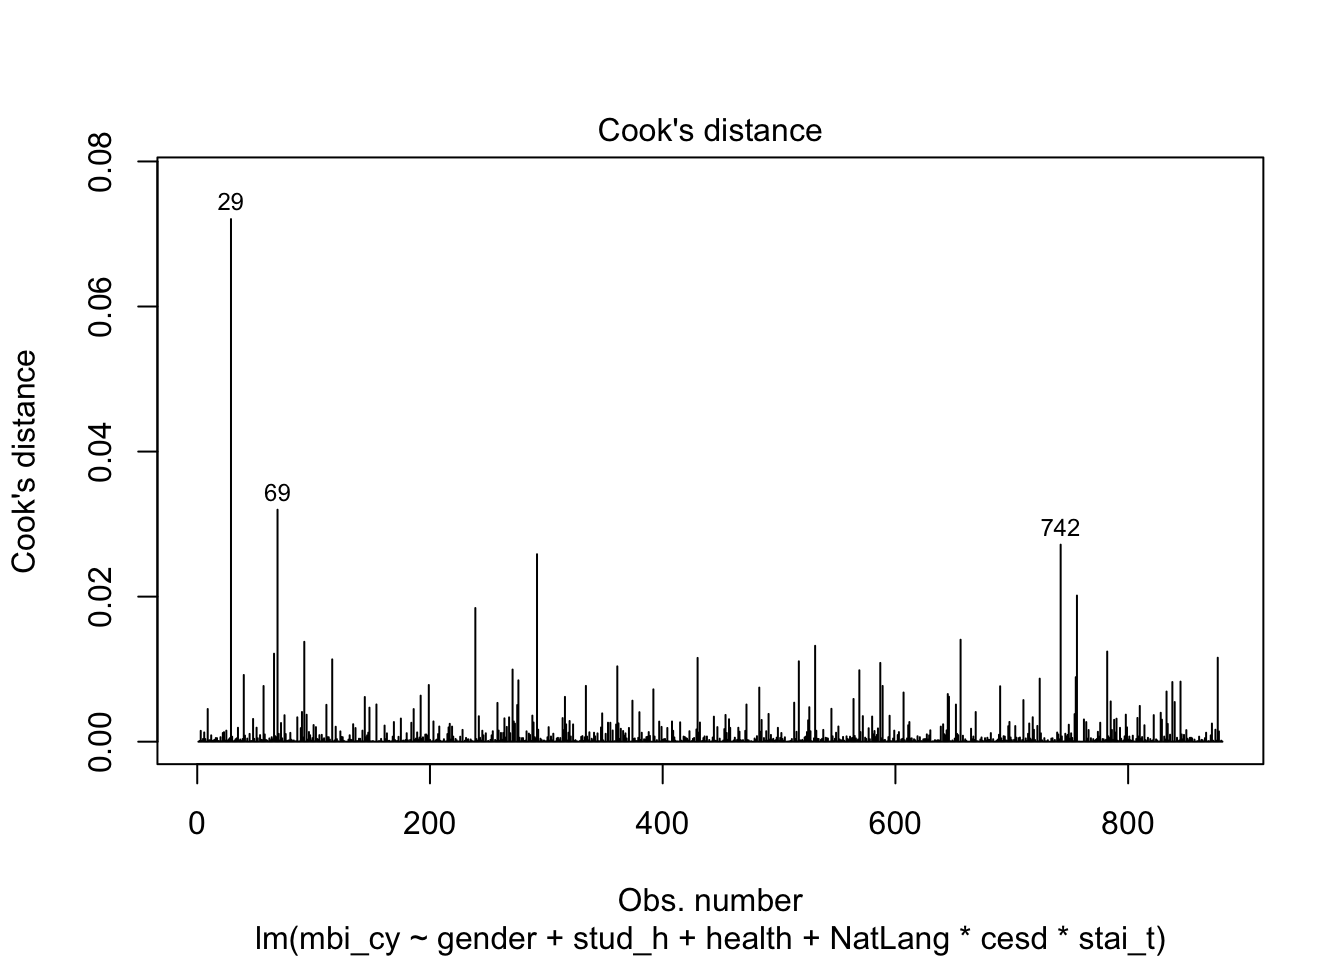 Cook's distance
0.08
0.06
0.04
0.02
0.00
Cook's distance
29
69
742
0 200 400 600 800
Obs. number
lm(mbi_cy ~ gender + stud_h + health + NatLang * cesd * stai_t)